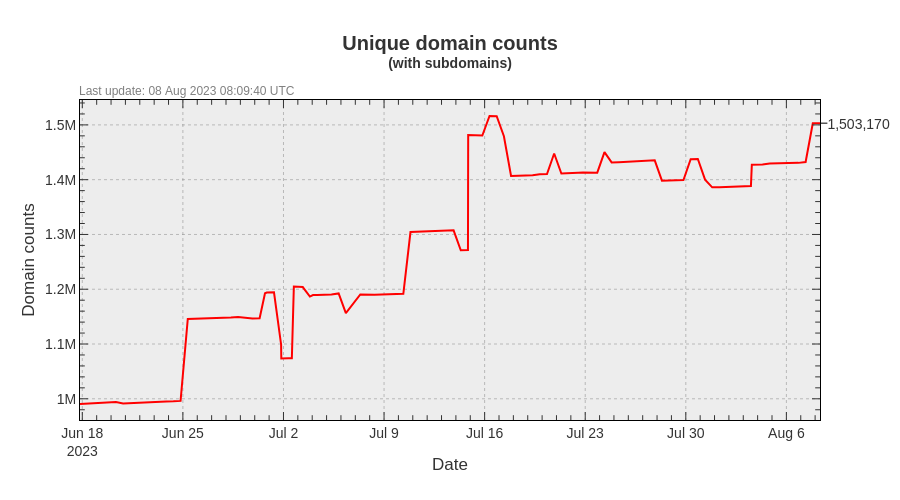 Unique domain counts
(with subdomains)
Last update: 08 Aug 2023 08:09:40 UTC
1.5M
1,503,170
1.4M
1.3M
1.2M
1.1M
1M
Domain counts
Jun 18 Jun 25 Jul 2 Jul 9 Jul 16 Jul 23 Jul 30 Aug 6
2023
Date